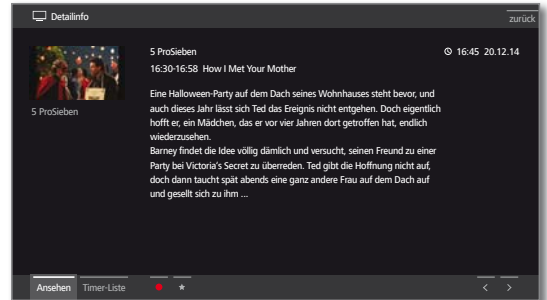 Detailinfo
zurück
5 ProSieben
16:45 20.12.14
16:30-16:58 How I Met Your Mother
5 ProSieben
Eine Halloween-Party auf dem Dach seines Wohnhauses steht bevor, und
auch dieses Jahr lässt sich Ted das Ereignis nicht entgehen. Doch eigentlich
hofft er, ein Mädchen, das er vor vier Jahren dort getroffen hat, endlich
wiederzusehen.
Barney findet die Idee völlig dämlich und versucht, seinen Freund zu einer
Party bei Victoria's Secret zu überreden. Ted gibt die Hoffnung nicht auf,
doch dann taucht spät abends eine ganz andere Frau auf dem Dach auf
und gesellt sich zu ihm ...
Ansehen
Timer-Liste